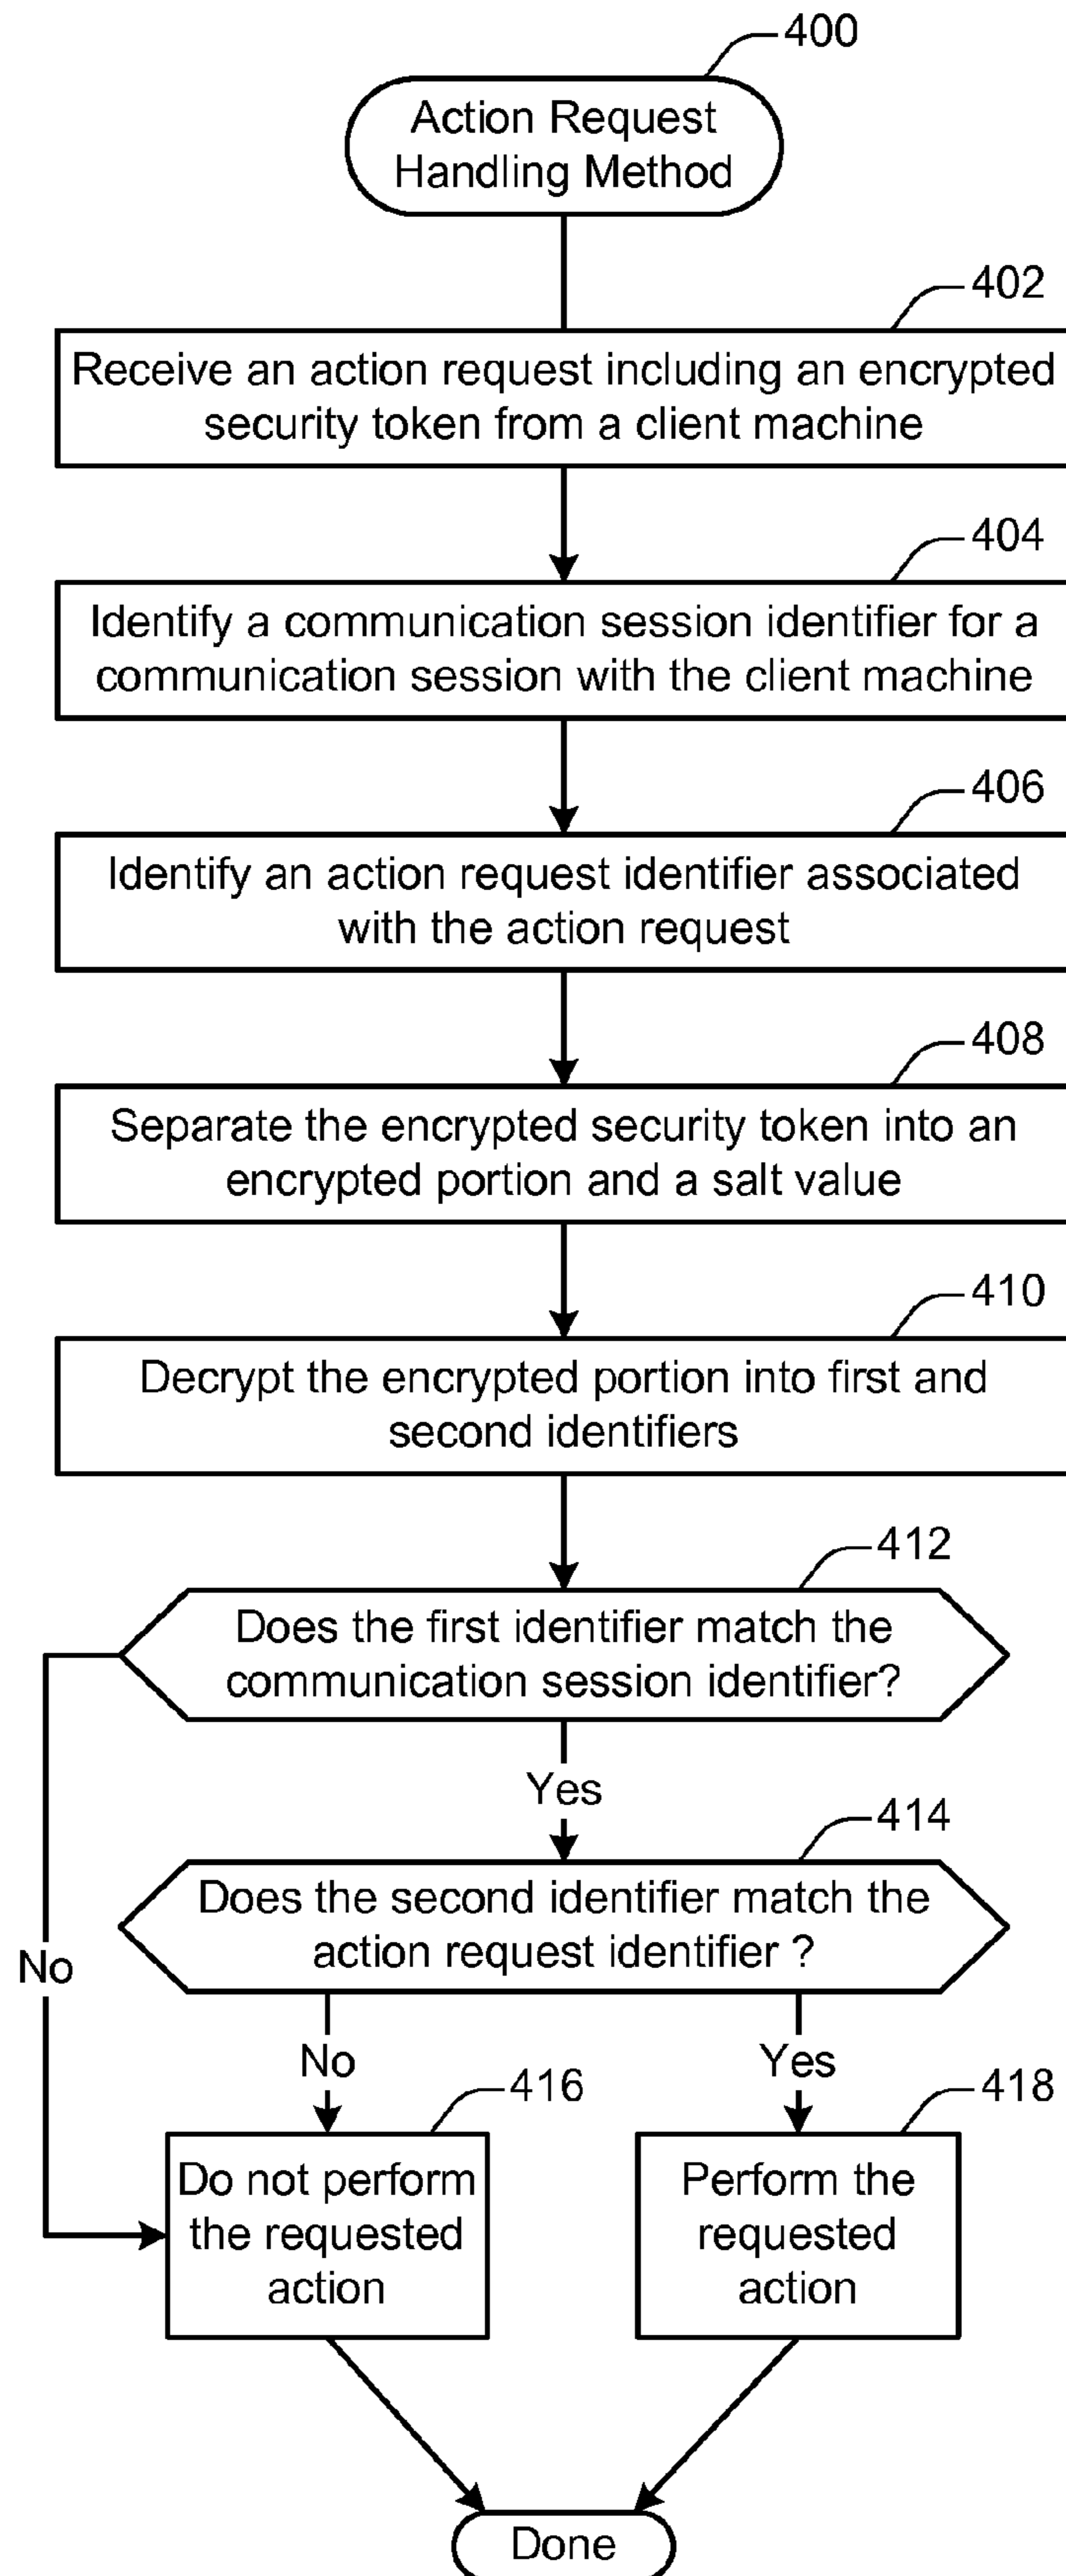 400
Action Request
Handling Method
402
Receive an action request including an encrypted
security token from a client machine
404
Identify a communication session identifier for a
communication session with the client machine
406
Identify an action request identifier associated
with the action request
408
Separate the encrypted security token into an
encrypted portion and a salt value
410
Decrypt the encrypted portion into first and
second identifiers
412
Does the first identifier match the
communication session identifier?
Yes
414
Does the second identifier match the
action request identifier ?
No
No
Yes
416
418
Do not perform
the requested
action
Perform the
requested
action
Done